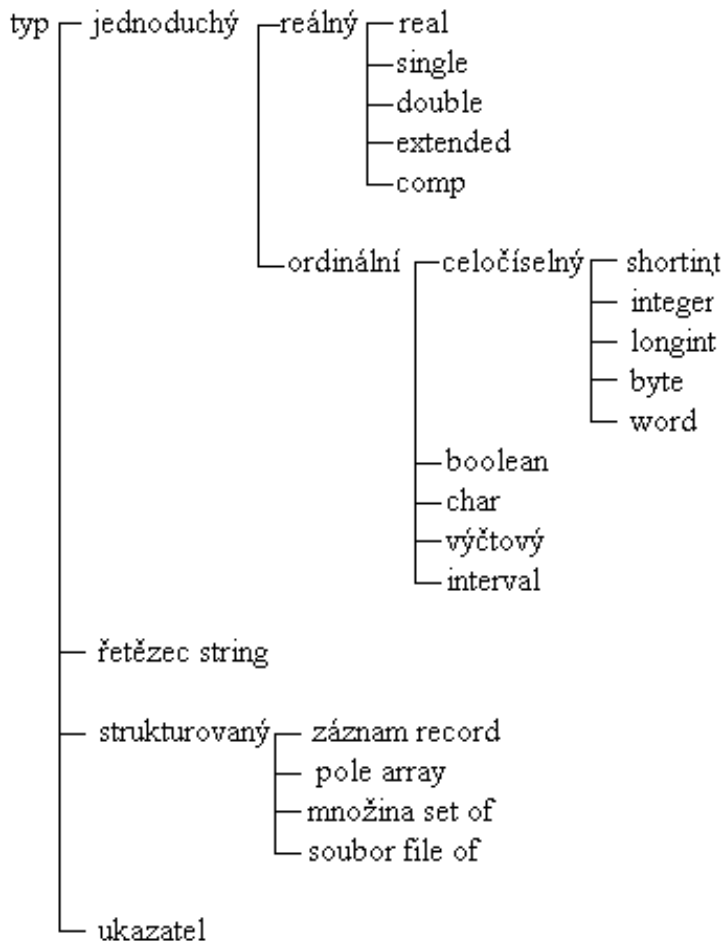 typ jednoduchý reálný real
single
double
extended
comp
ordinální celočíselný shortint
integer
longint
byte
word
boolean
char
výčtový
interval
řetězec string
strukturovaný záznam record
pole array
množina set of
soubor file of
ukazatel